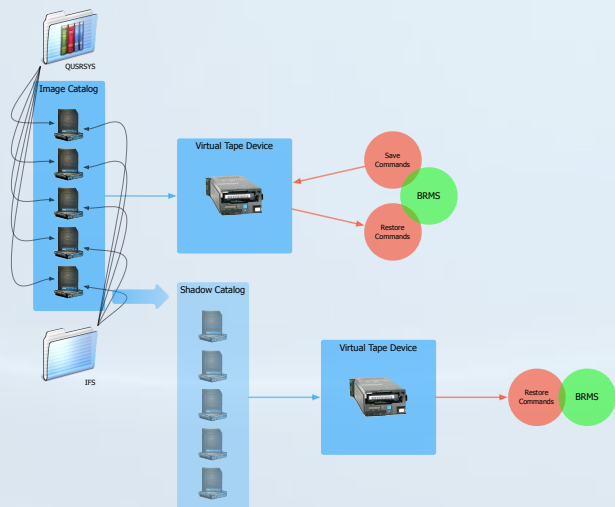 QUSRSYS
Image Catalog
Virtual Tape Device
Save
Commands
BRMS
Restore
Commands
Shadow Catalog
Virtual Tape Device
IFS
Restore
Commands
BRMS